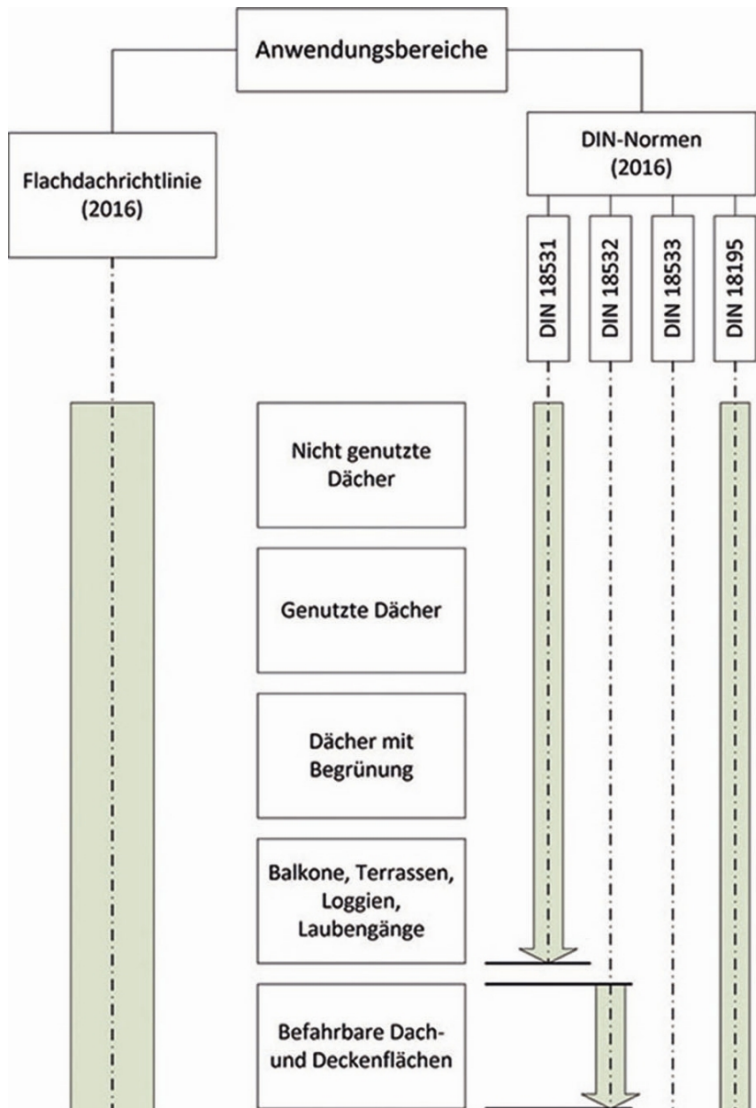 Anwendungsbereiche
Flachdachrichtlinie
(2016)
DIN-Normen
(2016)
DIN 18531
DIN 18532
DIN 18533
DIN 18195
Nicht genutzte
Dächer
Genutzte Dächer
Dächer mit
Begrünung
Balkone, Terrassen,
Loggien,
Laubengänge
Befahrbare Dach-
und Deckenflächen